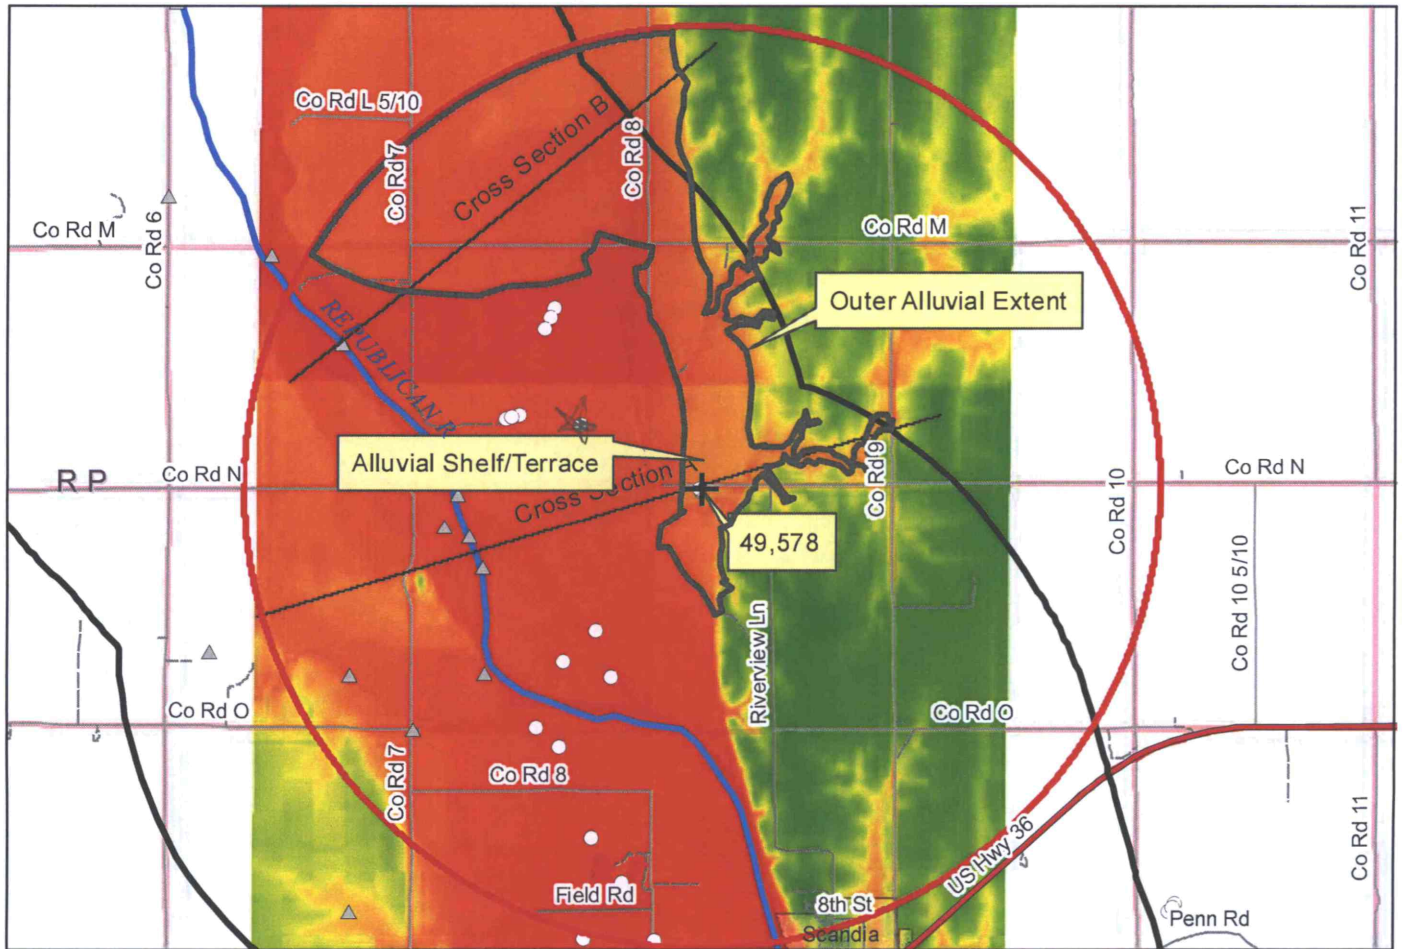 Co Rd L 5/10
Co Rd 7
Cross Section B
Co Rd 8
Co Rd M
Co Rd 6
Co Rd M
Co Rd 11
Outer Alluvial Extent
REPUBLICAN R
Alluvial Shelf/Terrace
R P
Co Rd N
Cross Section
Co Rd 9
Co Rd N
Co Rd 10
49,578
Co Rd 10 5/10
Riverview Ln
Co Rd O
Co Rd O
Co Rd 7
Co Rd 8
US Hwy 36
Co Rd 11
Field Rd
8th St
Scandia
Penn Rd